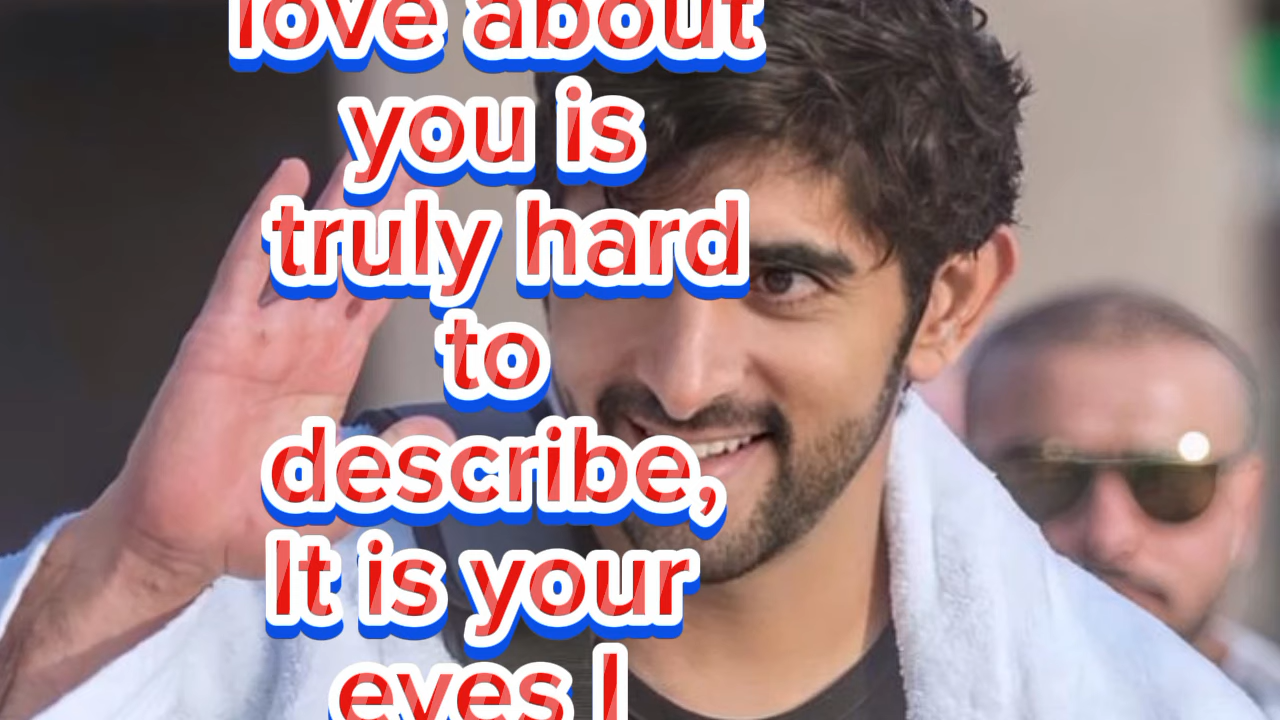 love about
you is
truly hard
to
describe,
It is your
eyes I